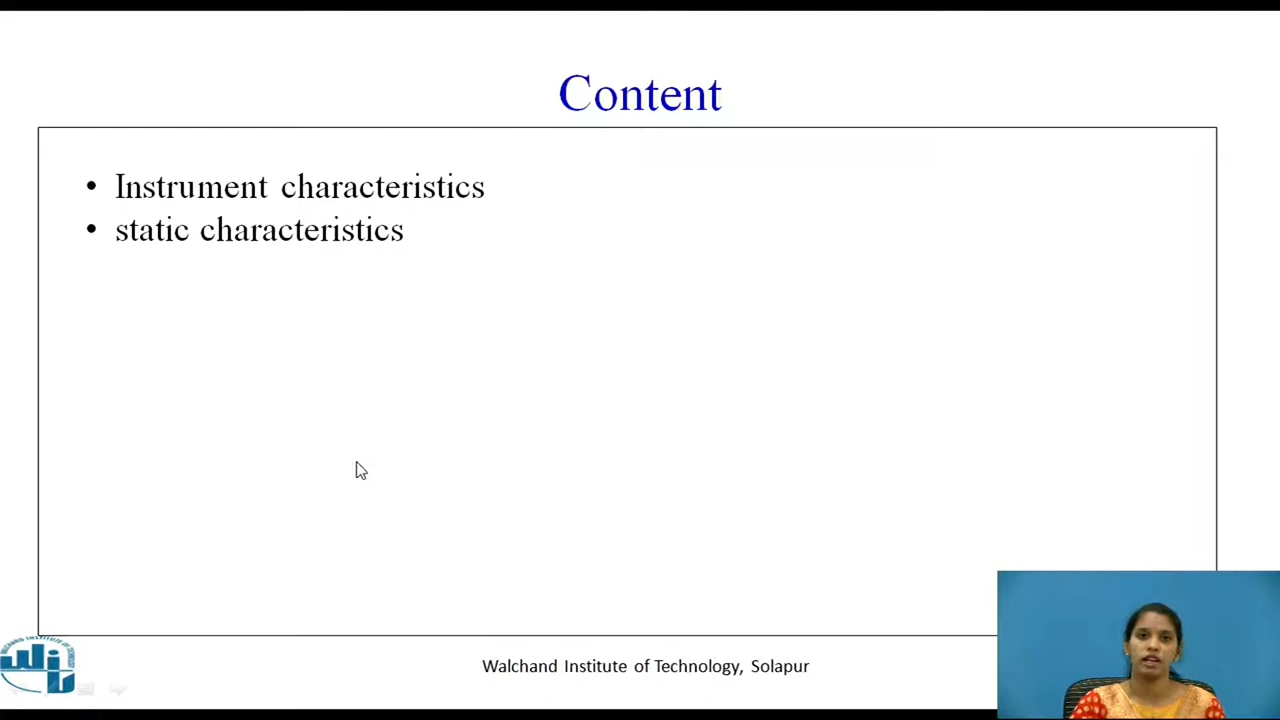 Content
• Instrument characteristics
• static characteristics
Walchand Institute of Technology, Solapur